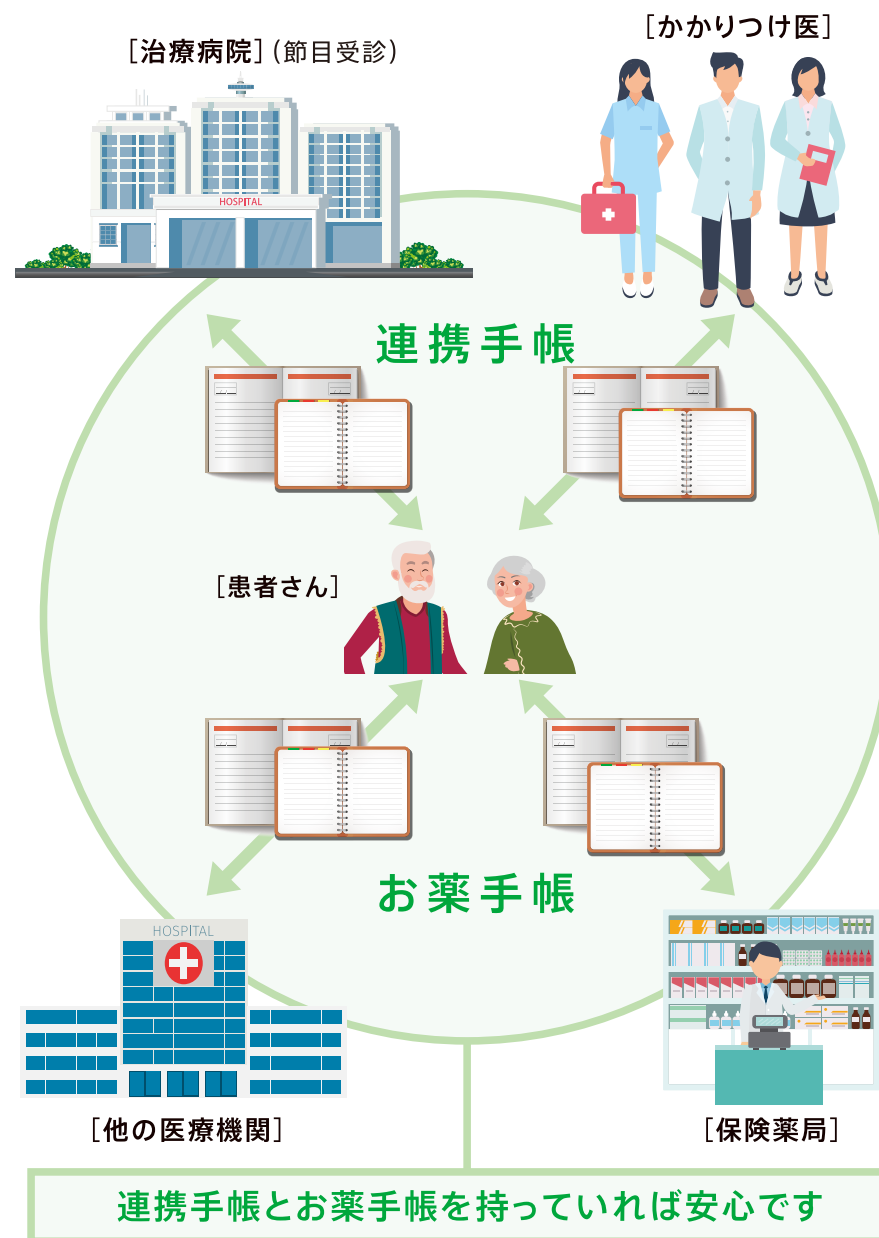 [かかりつけ医]
[治療病院](節目受診)
HOSPITAL
連携手帳
[患者さん]
お薬手帳
HOSPITAL
[他の医療機関]
[保険薬局]
連携手帳とお薬手帳を持っていれば安心です